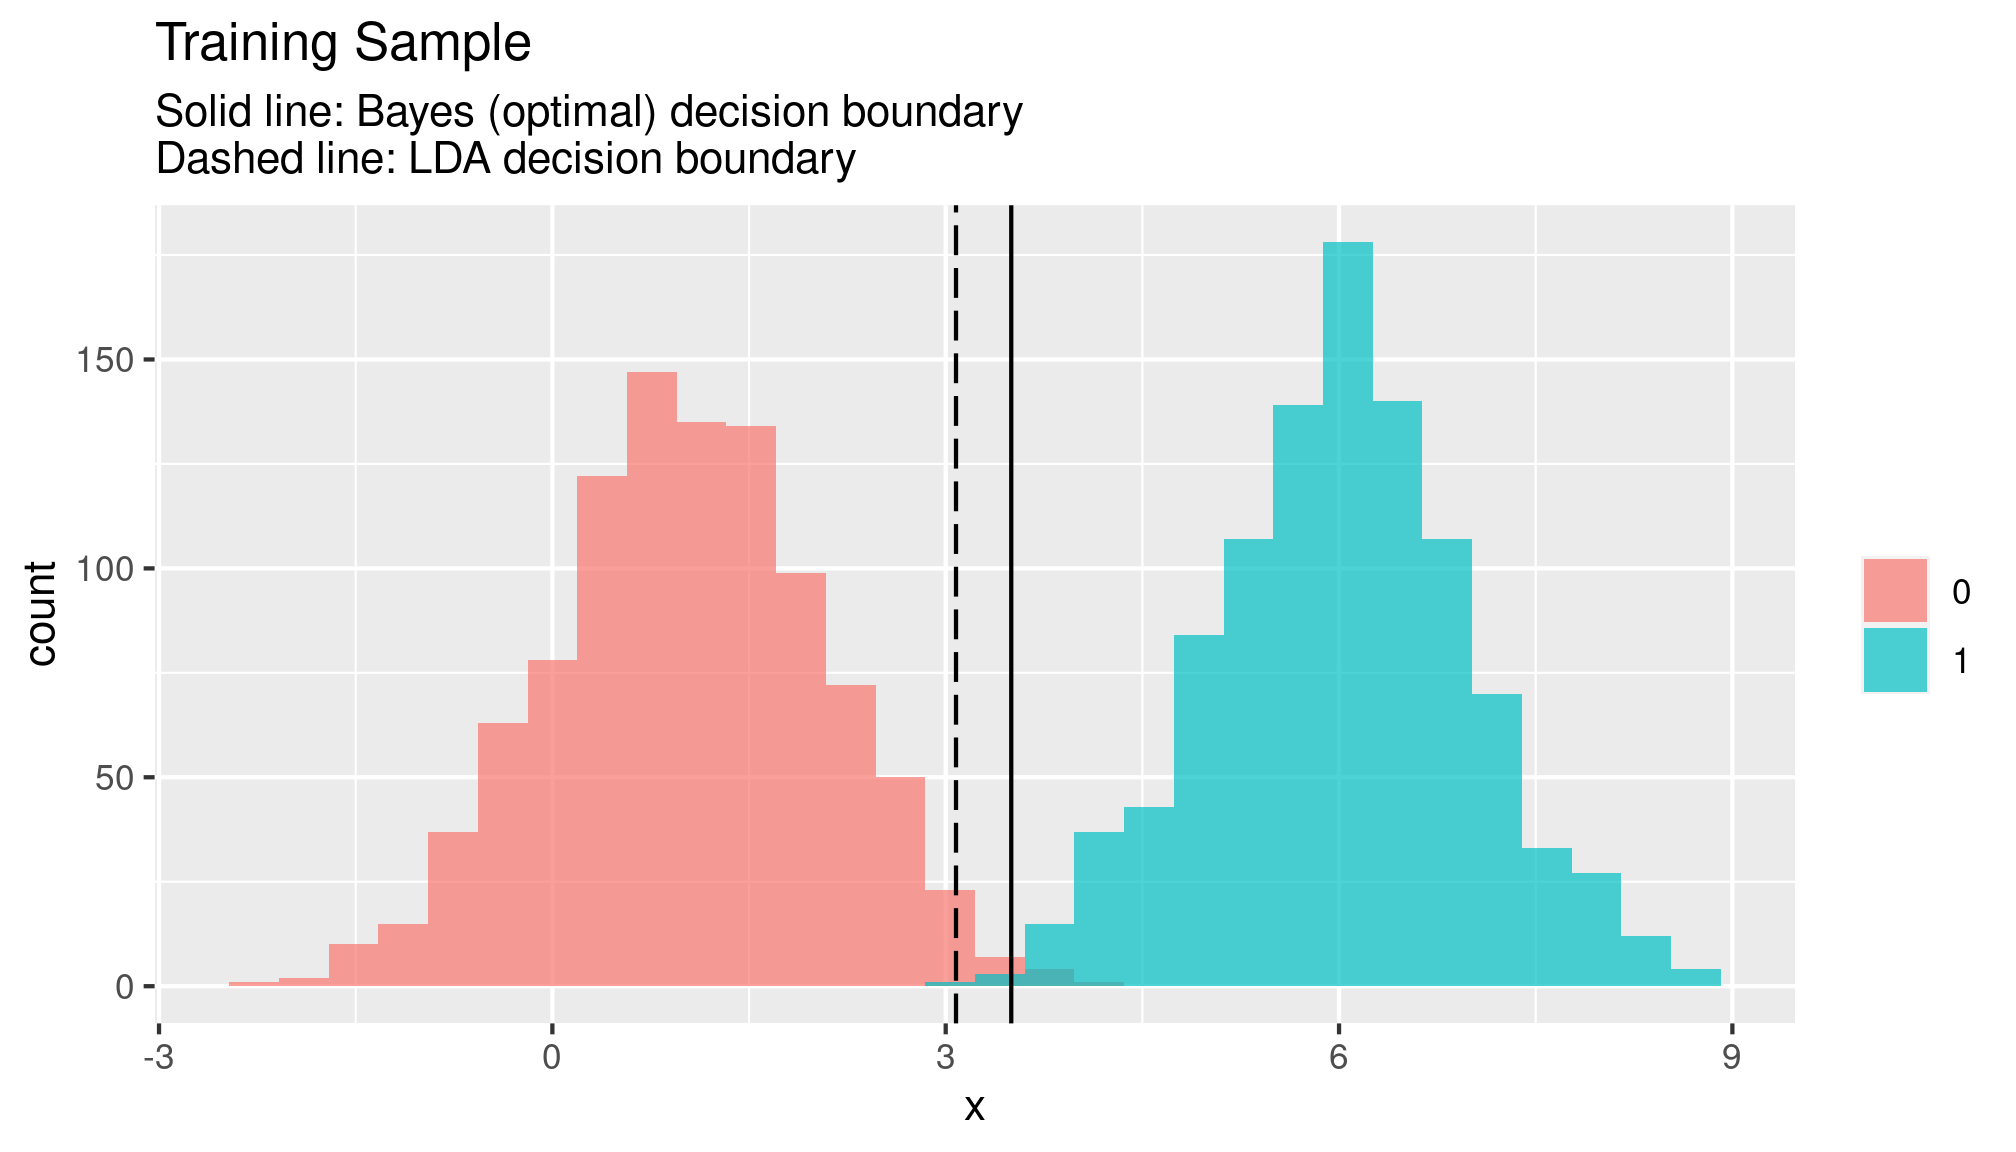 Training Sample
Solid line: Bayes (optimal) decision boundary
Dashed line: LDA decision boundary
150
100
50
0
count
-3 0 3 6 9
x
0
1